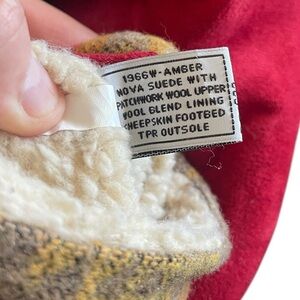 1966W-AMBER
NOVA SUEDE WITH
PATCHWORK WOOL UPPER
WOOL BLEND LINING
SHEEPSKIN FOOTBED
TPR OUTSOLE